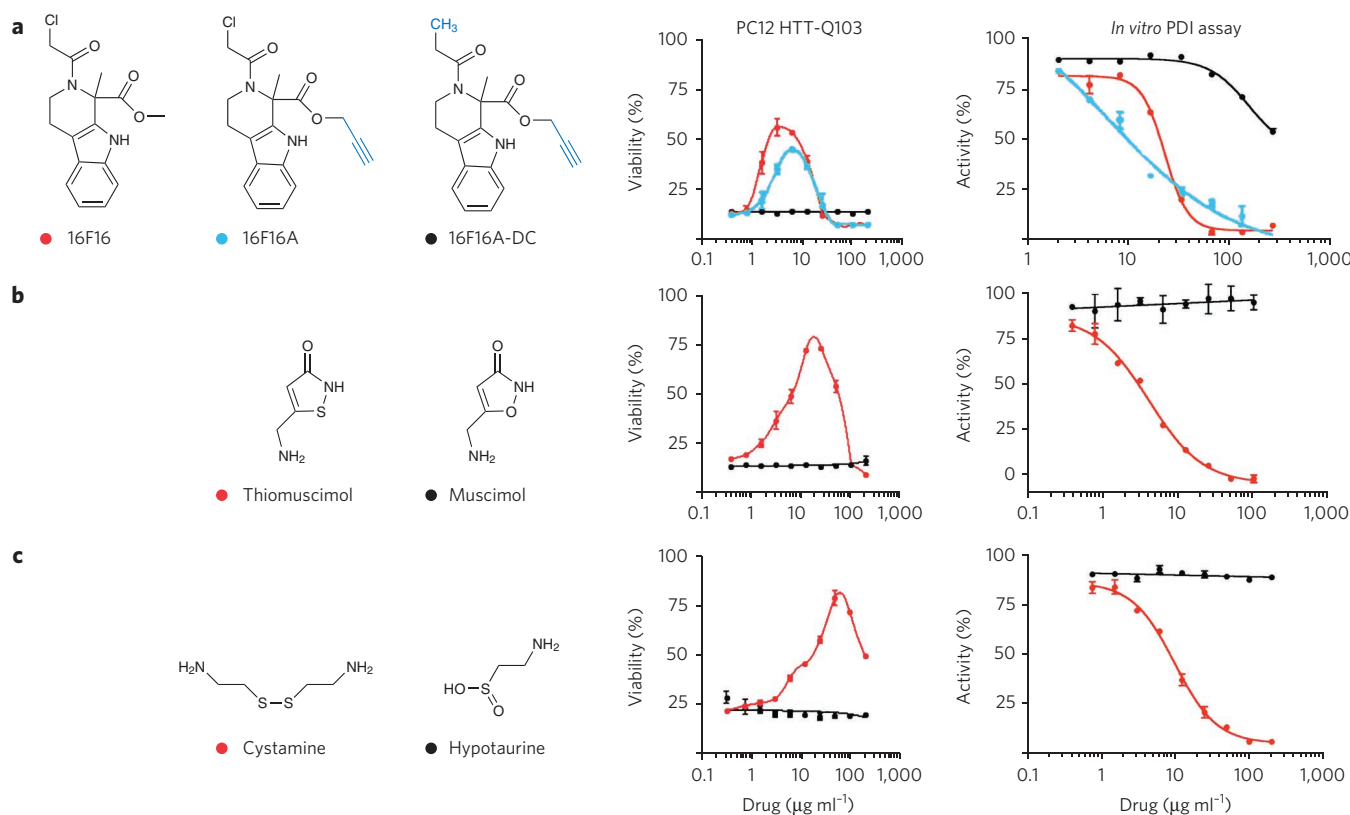 a
Cl
O
N
O
O
NH
16F16
Cl
O
N
O
O
NH
16F16A
CH3
O
N
O
O
NH
16F16A-DC
PC12 HTT-Q103
Viability (%)
100
75
50
25
0.1 1 10 100 1,000
In vitro PDI assay
Activity (%)
100
75
50
25
1 10 100 1,000
b
O
NH
S
NH2
Thiomuscimol
O
NH
O
NH2
Muscimol
Viability (%)
100
75
50
25
0.1 1 10 100 1,000
Activity (%)
100
75
50
25
0
0.1 1 10 100 1,000
c
H2N NH2
S–S
Cystamine
NH2
HO S
O
Hypotaurine
Viability (%)
100
75
50
25
0.1 1 10 100 1,000
Drug (μg ml−1)
Activity (%)
100
75
50
25
0.1 1 10 100 1,000
Drug (μg ml−1)